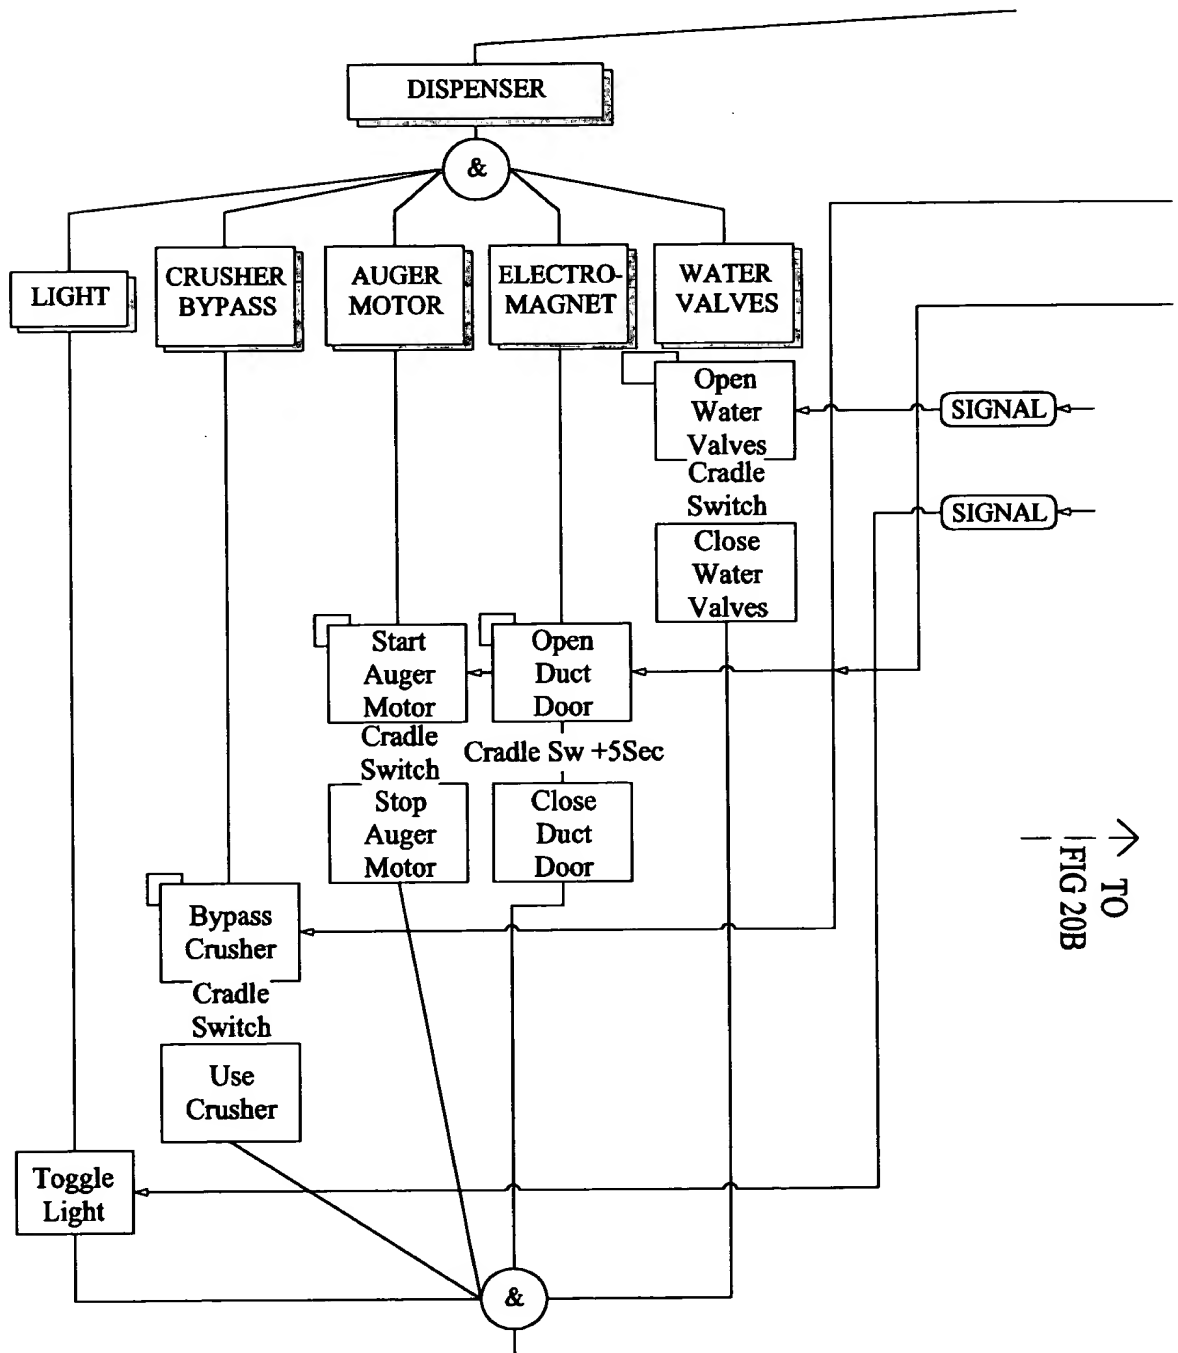 DISPENSER
&
LIGHT
CRUSHER
BYPASS
AUGER
MOTOR
ELECTRO-
MAGNET
WATER
VALVES
Open
Water
Valves
SIGNAL
Cradle
Switch
SIGNAL
Close
Water
Valves
Start
Auger
Motor
Open
Duct
Door
Cradle
Switch
Cradle Sw +5Sec
Stop
Auger
Motor
Close
Duct
Door
TO
FIG 20B
Bypass
Crusher
Cradle
Switch
Use
Crusher
Toggle
Light
&